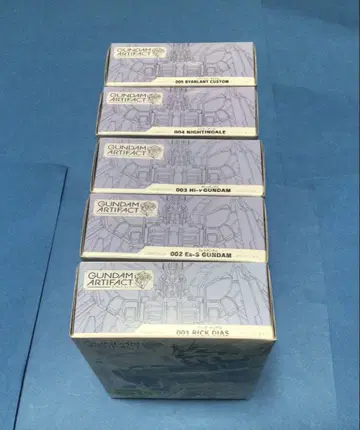 GUNDAM
ARTIFACT
005 BYARLANT CUSTOM
GUNDAM
ARTIFACT
004 NIGHTINGALE
GUNDAM
ARTIFACT
003 Hi-ν GUNDAM
GUNDAM
ARTIFACT
002 Ex-S GUNDAM
GUNDAM
ARTIFACT
001 RICK DIAS